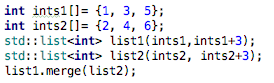 int ints1[]= {1, 3, 5};
int ints2[]= {2, 4, 6};
std::list<int> list1(ints1,ints1+3);
std::list<int> list2(ints2, ints2+3);
list1.merge(list2);